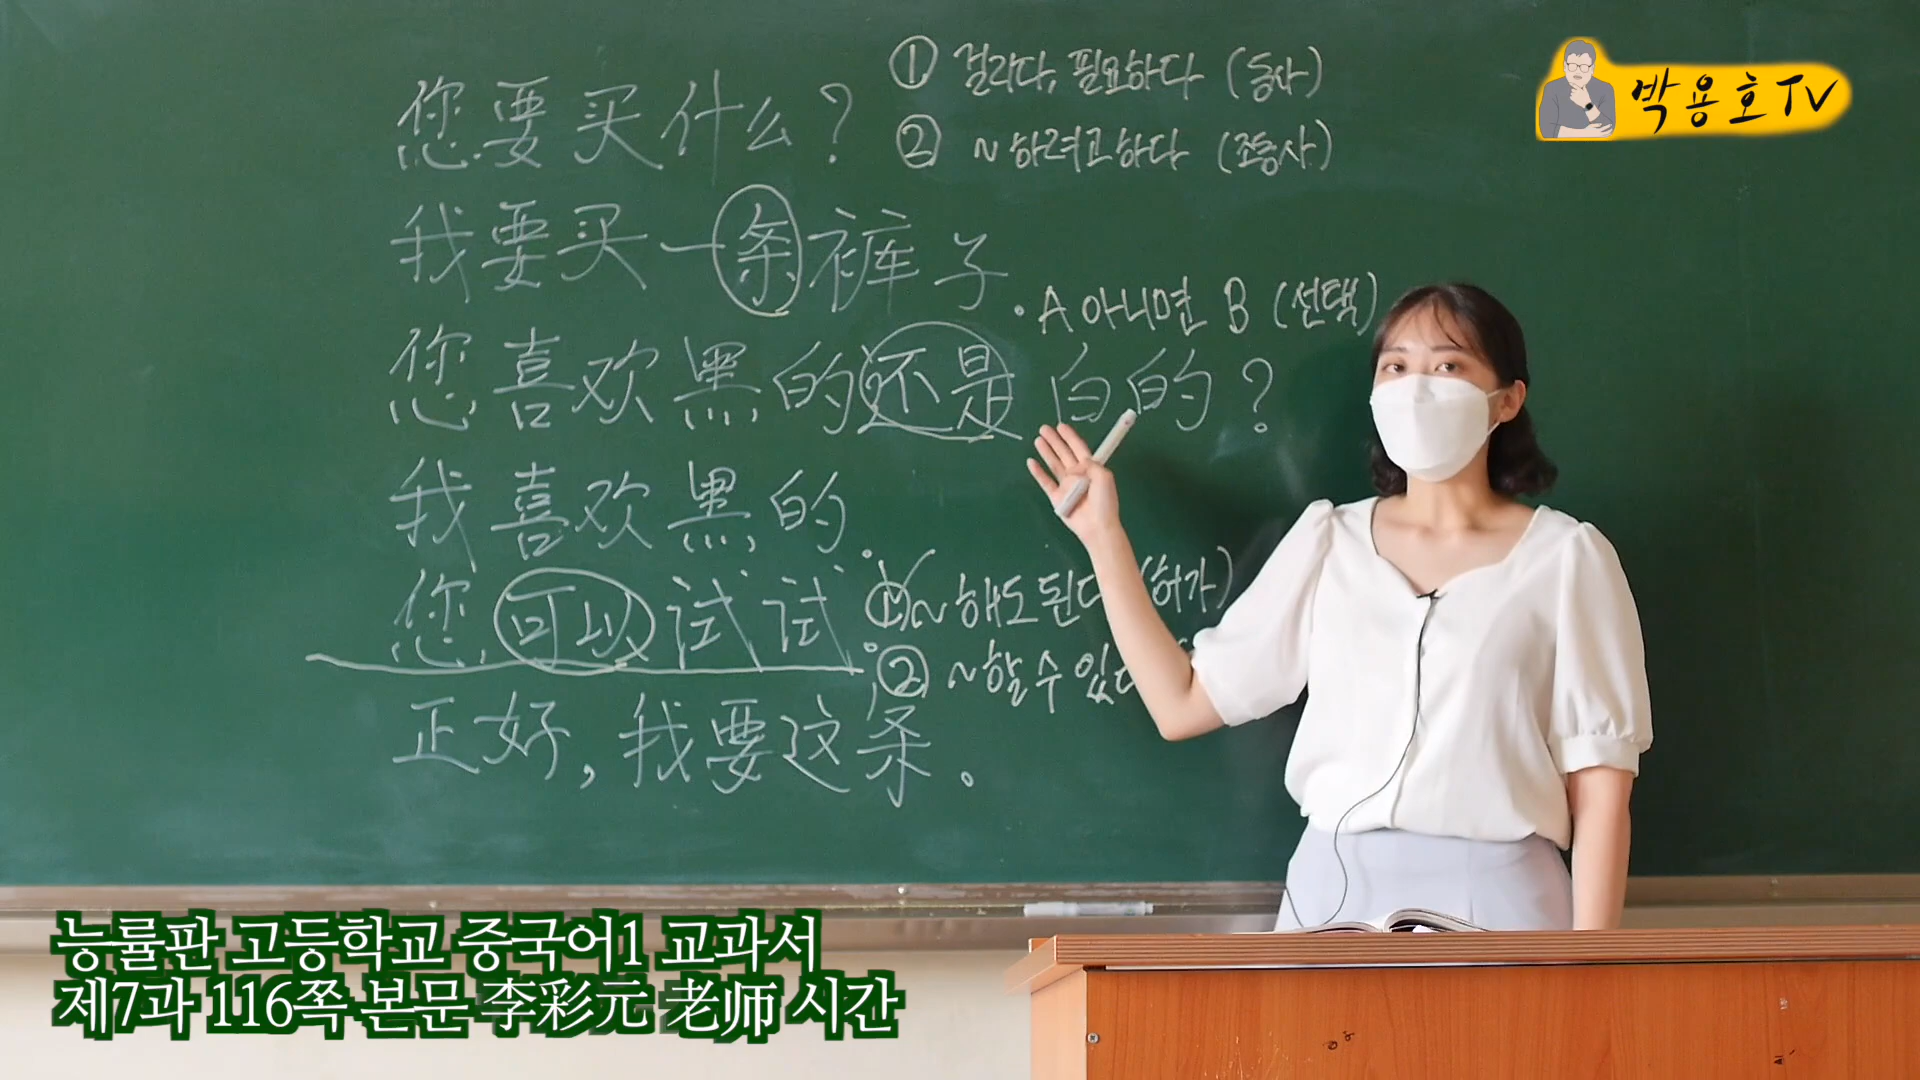 박용호TV
① 걸리다, 필요하다 (동사)
您要买什么? ② ~하려고 하다 (조동사)
我要买一条裤子
· A 아니면 B (선택)
您喜欢黑的还是 白的?
我喜欢黑的.
① ~해도 된다 (허가)
您可以试试
② ~할 수 있다
正好, 我要这条.
능률판 고등학교 중국어1 교과서
제7과 116쪽 본문 李彩元 老师 시간